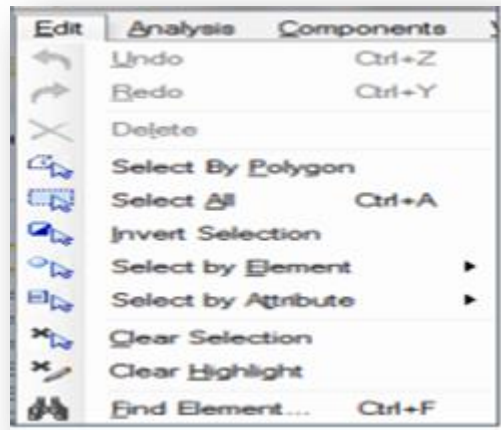 Edit Analysis Components
Undo Ctrl+Z
Redo Ctrl+Y
Delete
Select By Polygon
Select All Ctrl+A
Invert Selection
Select by Element
Select by Attribute
Clear Selection
Clear Highlight
Find Element... Ctrl+F